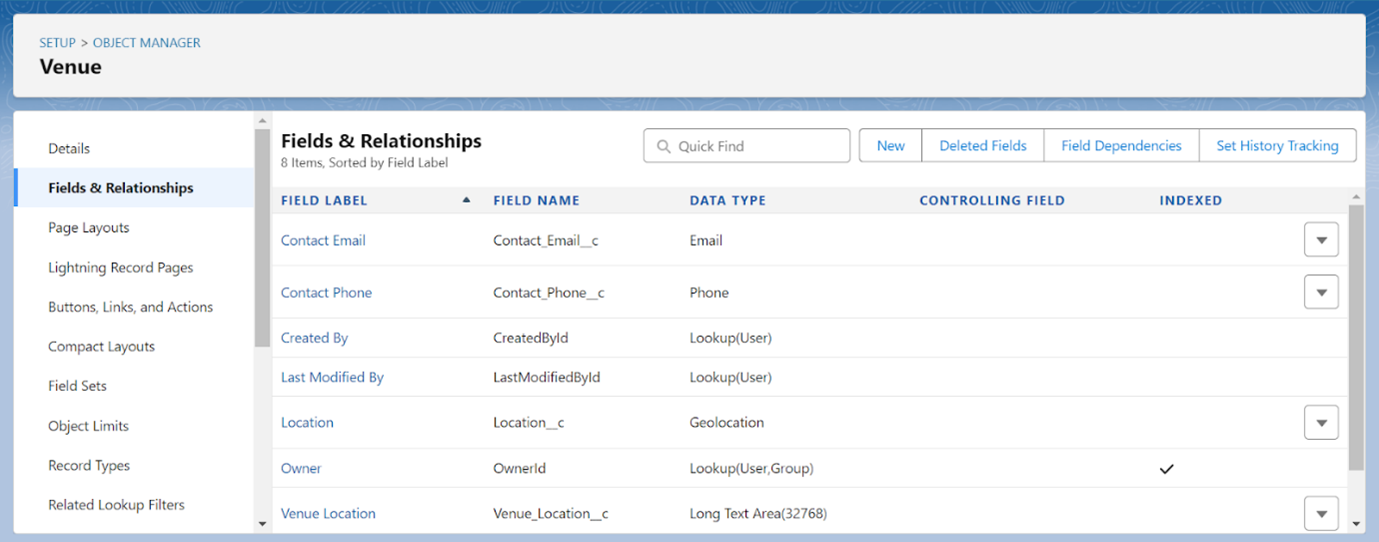 SETUP > OBJECT MANAGER
Venue
Details
Fields & Relationships
Page Layouts
Lightning Record Pages
Buttons, Links, and Actions
Compact Layouts
Field Sets
Object Limits
Record Types
Related Lookup Filters
Fields & Relationships
8 Items, Sorted by Field Label
Quick Find
New
Deleted Fields
Field Dependencies
Set History Tracking
FIELD LABEL FIELD NAME DATA TYPE CONTROLLING FIELD INDEXED
Contact Email Contact_Email__c Email
Contact Phone Contact_Phone__c Phone
Created By CreatedById Lookup(User)
Last Modified By LastModifiedById Lookup(User)
Location Location__c Geolocation
Owner OwnerId Lookup(User,Group)
Venue Location Venue_Location__c Long Text Area(32768)